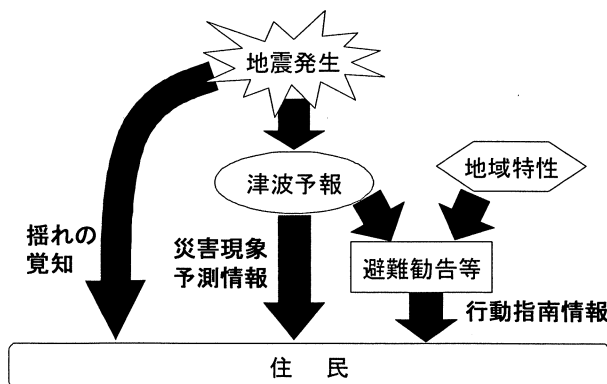 地震発生
津波予報
地域特性
揺れの
覚知
災害現象
予測情報
避難勧告等
行動指南情報
住　民